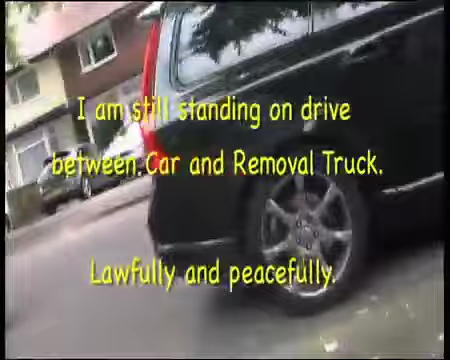 I am still standing on drive
between Car and Removal Truck.
Lawfully and peacefully.